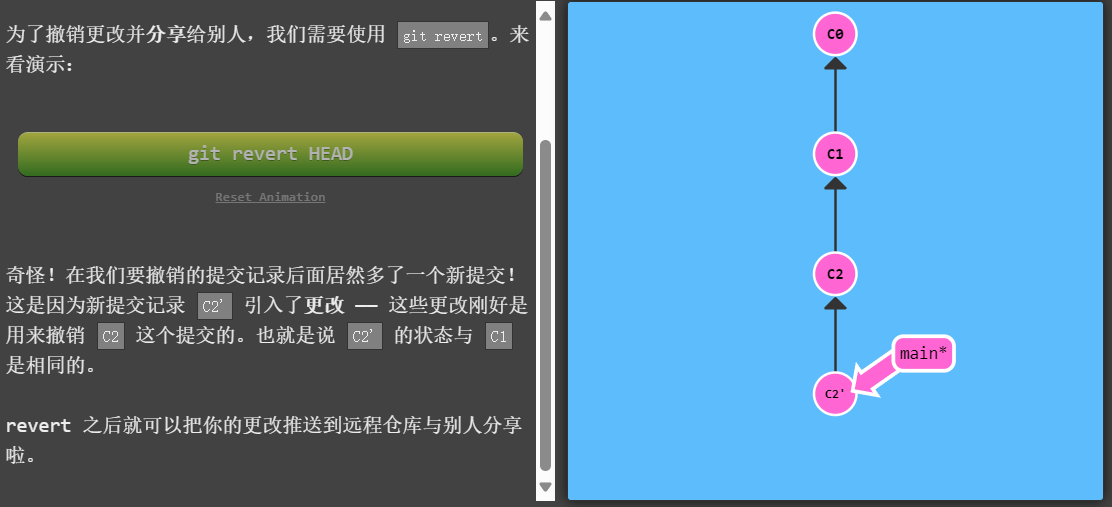 为了撤销更改并分享给别人，我们需要使用 git revert。来
看演示：
git revert HEAD
Reset Animation
奇怪！在我们要撤销的提交记录后面居然多了一个新提交！
这是因为新提交记录 C2' 引入了更改 —— 这些更改刚好是
用来撤销 C2 这个提交的。也就是说 C2' 的状态与 C1
是相同的。
revert 之后就可以把你的更改推送到远程仓库与别人分享
啦。
C0
C1
C2
main*
C2'